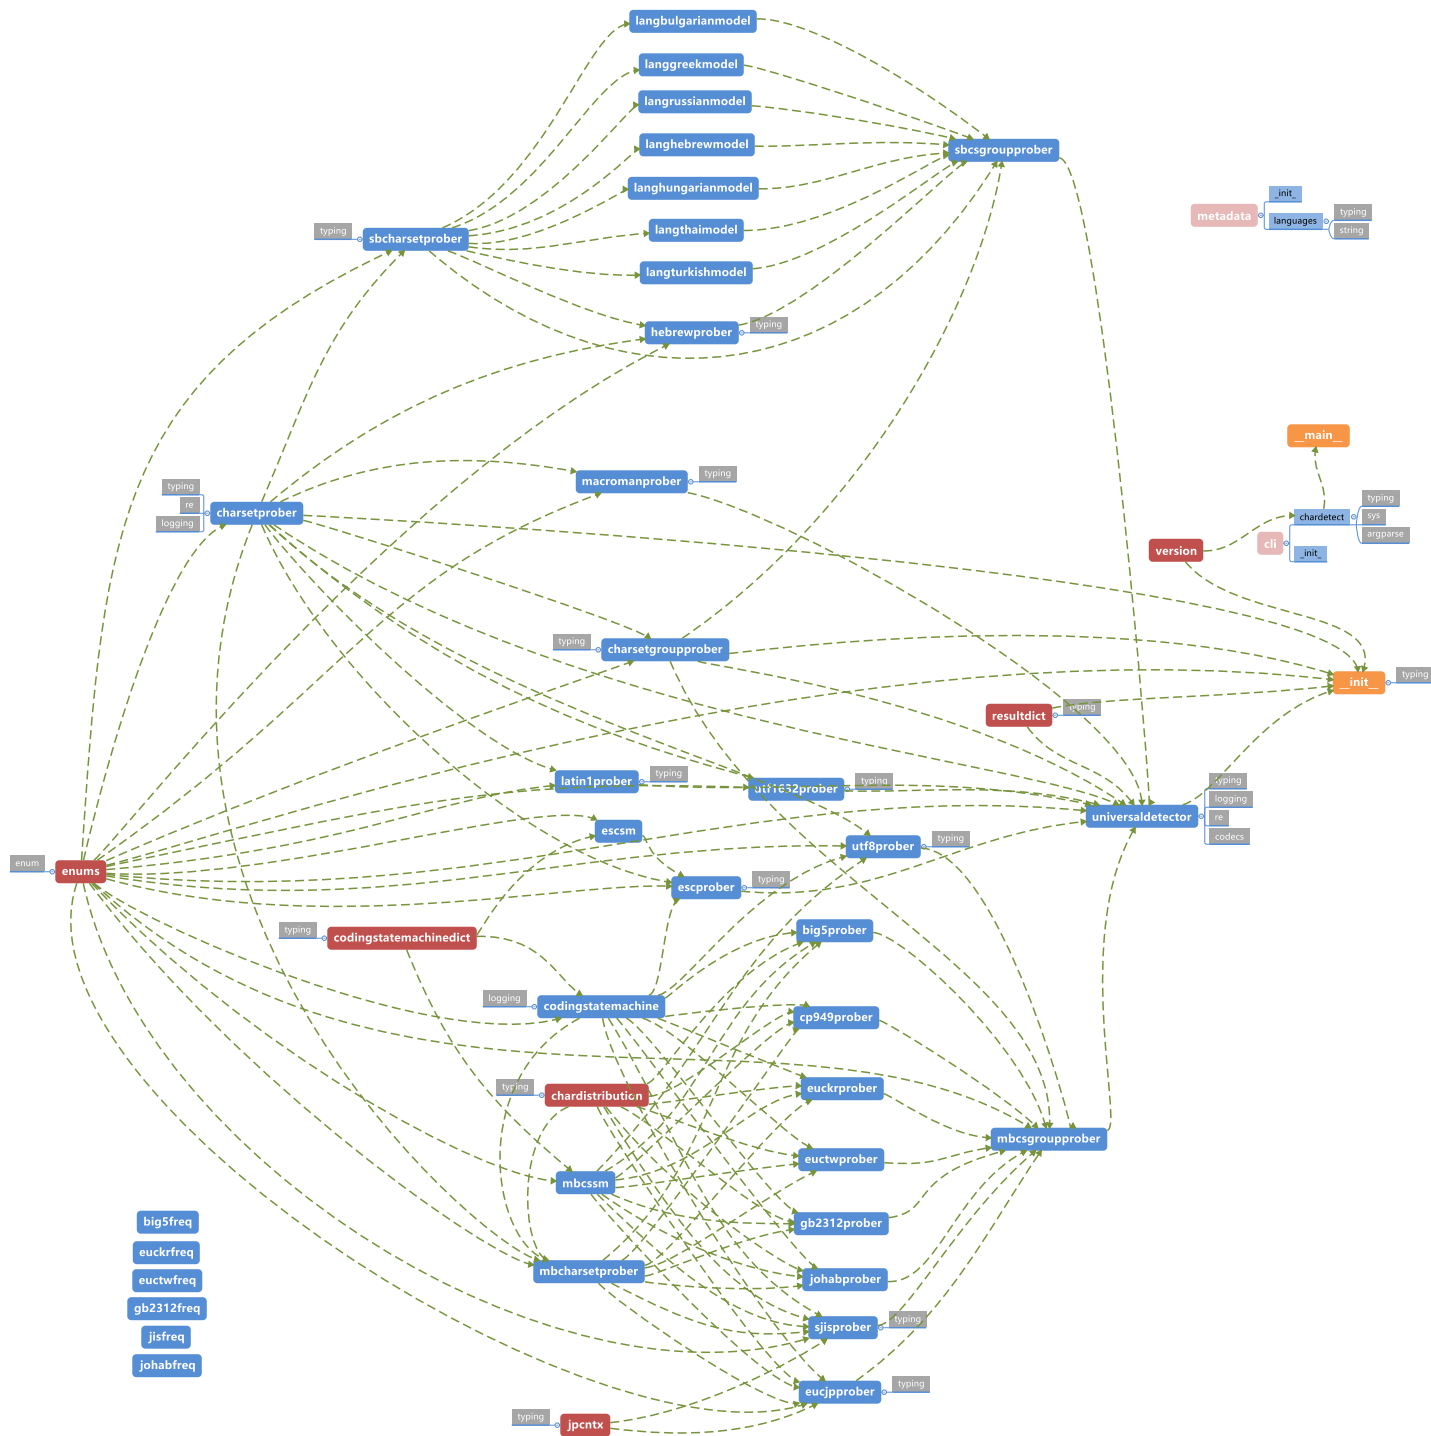 langbulgarianmodel
langgreekmodel
langrussianmodel
langhebrewmodel
sbcsgroupprober
langhungarianmodel
_init_
metadata
languages
typing
string
typing
sbcharsetprober
langthaimodel
langturkishmodel
hebrewprober
typing
__main__
typing
re
logging
charsetprober
macromanprober
typing
chardetect
typing
sys
argparse
version
cli
_init_
typing
charsetgroupprober
__init__
typing
resultdict
typing
latin1prober
typing
utf1632prober
typing
universaldetector
typing
logging
re
codecs
escsm
utf8prober
typing
enum
enums
escprober
typing
typing
codingstatemachinedict
big5prober
logging
codingstatemachine
cp949prober
typing
chardistribution
euckrprober
mbcsgroupprober
euctwprober
mbcssm
big5freq
gb2312prober
euckrfreq
mbcharsetprober
johabprober
euctwfreq
gb2312freq
sjisprober
typing
jisfreq
johabfreq
eucjpprober
typing
typing
jpcntx